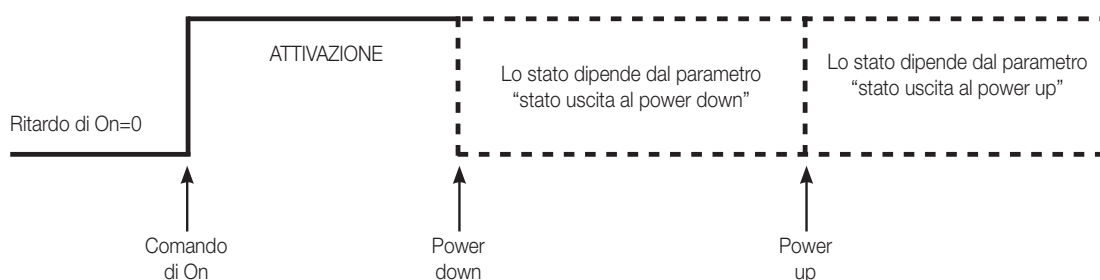 ATTIVAZIONE
Lo stato dipende dal parametro
“stato uscita al power down”
Lo stato dipende dal parametro
“stato uscita al power up”
Ritardo di On=0
Comando
di On
Power
down
Power
up